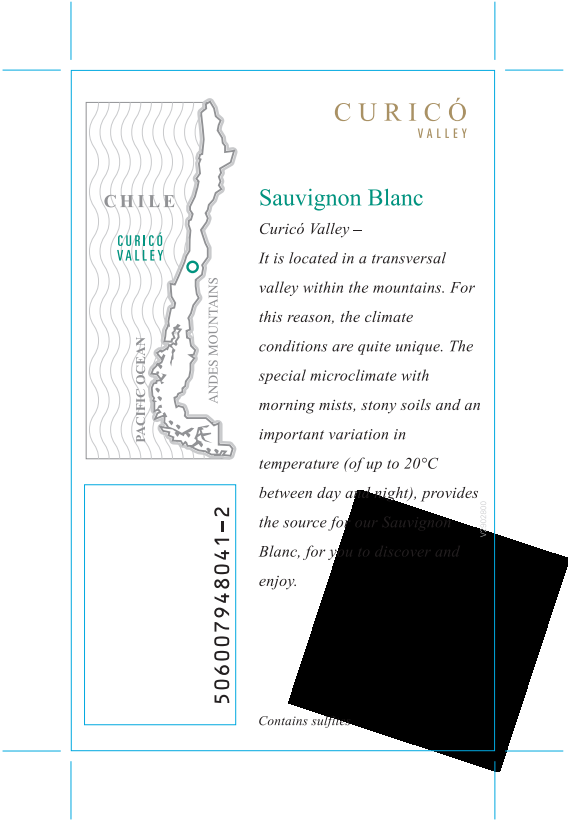 CURICÓ
VALLEY
CHILE
CURICÓ
VALLEY
PACIFIC OCEAN
ANDES MOUNTAINS
Sauvignon Blanc
Curicó Valley –
It is located in a transversal
valley within the mountains. For
this reason, the climate
conditions are quite unique. The
special microclimate with
morning mists, stony soils and an
important variation in
temperature (of up to 20°C
between day and night), provides
the source for our Sauvignon
Blanc, for you to discover and
enjoy.
Contains sulfites
506007948041-2